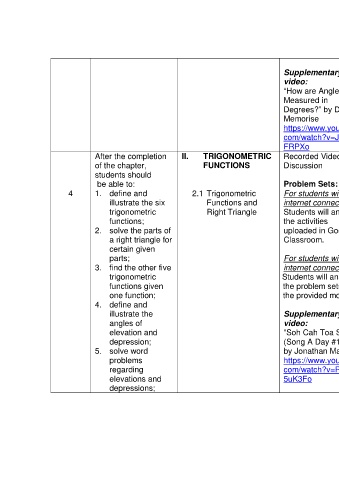 Supplementary
video:
"How are Angle
Measured in
Degrees?" by D
Memorise
https://www.you
com/watch?v=J
FRPXo
4
After the completion
of the chapter,
students should
be able to:
1. define and
illustrate the six
trigonometric
functions;
2. solve the parts of
a right triangle for
certain given
parts;
3. find the other five
trigonometric
functions given
one function;
4. define and
illustrate the
angles of
elevation and
depression;
5. solve word
problems
regarding
elevations and
depressions;
II. TRIGONOMETRIC
FUNCTIONS
2.1 Trigonometric
Functions and
Right Triangle
Recorded Vide
Discussion
Problem Sets:
For students wi
internet connec
Students will an
the activities
uploaded in Go
Classroom.
For students wi
internet connec
Students will an
the problem set
the provided mo
Supplementary
video:
"Soh Cah Toa S
(Song A Day #1
by Jonathan Ma
https://www.you
com/watch?v=F
5uK3Fo